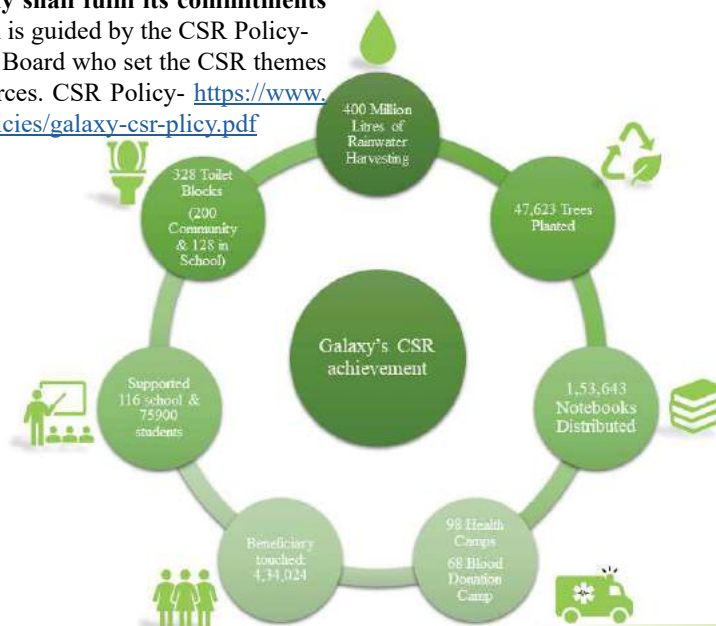 y shall fulfil its commitments
is guided by the CSR Policy-
Board who set the CSR themes
rces. CSR Policy- https://www.
icies/galaxy-csr-plicy.pdf
400 Million
Litres of
Rainwater
Harvesting
47,623 Trees
Planted
1,53,643
Notebooks
Distributed
98 Health
Camps
68 Blood
Donation
Camp
Beneficiary
touched:
4,34,024
Supported
116 school &
75900
students
328 Toilet
Blocks
(200
Community
& 128 in
School)
Galaxy's CSR
achievement